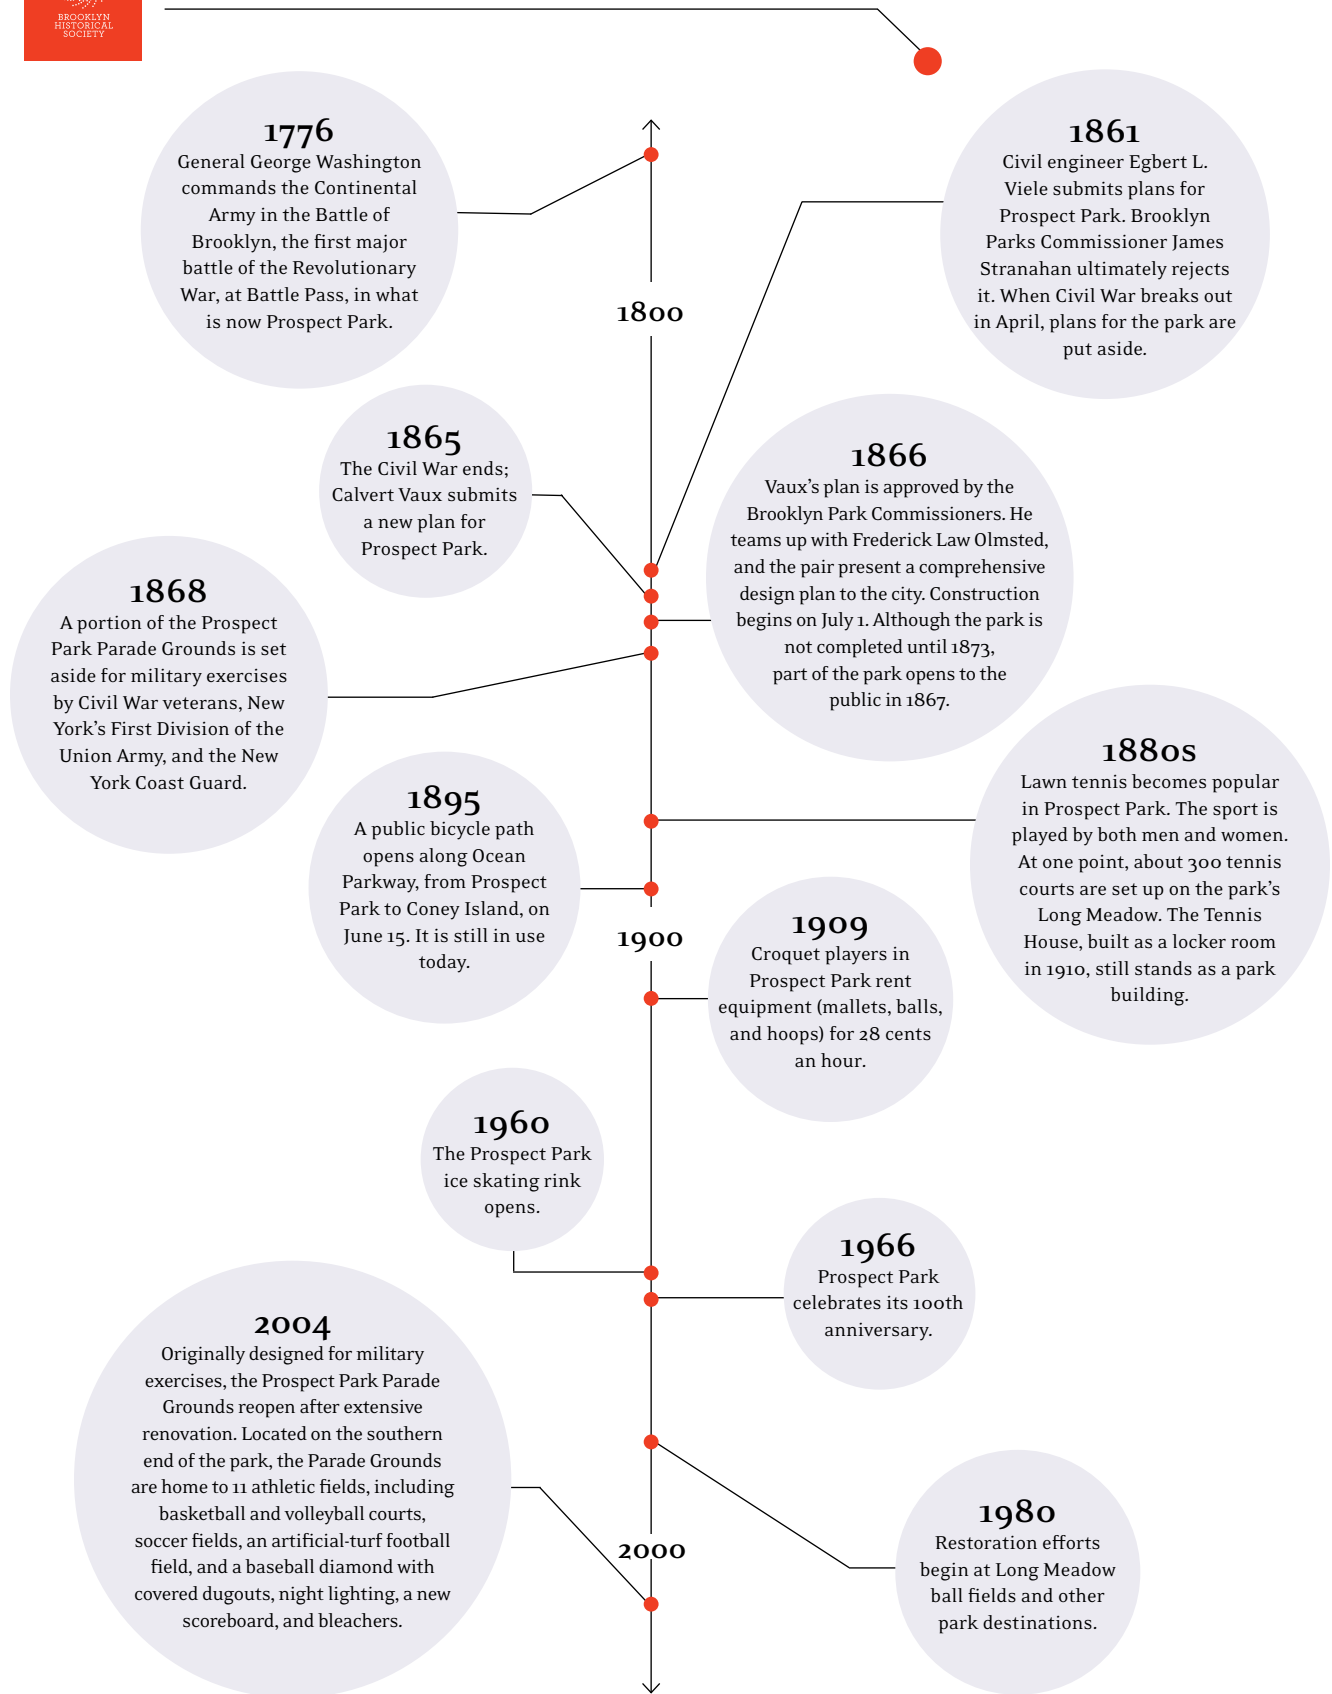 BROOKLYN
HISTORICAL
SOCIETY
1776
General George Washington
commands the Continental
Army in the Battle of
Brooklyn, the first major
battle of the Revolutionary
War, at Battle Pass, in what
is now Prospect Park.
1861
Civil engineer Egbert L.
Viele submits plans for
Prospect Park. Brooklyn
Parks Commissioner James
Stranahan ultimately rejects
it. When Civil War breaks out
in April, plans for the park are
put aside.
1800
1865
The Civil War ends;
Calvert Vaux submits
a new plan for
Prospect Park.
1866
Vaux's plan is approved by the
Brooklyn Park Commissioners. He
teams up with Frederick Law Olmsted,
and the pair present a comprehensive
design plan to the city. Construction
begins on July 1. Although the park is
not completed until 1873,
part of the park opens to the
public in 1867.
1868
A portion of the Prospect
Park Parade Grounds is set
aside for military exercises
by Civil War veterans, New
York's First Division of the
Union Army, and the New
York Coast Guard.
1880s
Lawn tennis becomes popular
in Prospect Park. The sport is
played by both men and women.
At one point, about 300 tennis
courts are set up on the park's
Long Meadow. The Tennis
House, built as a locker room
in 1910, still stands as a park
building.
1895
A public bicycle path
opens along Ocean
Parkway, from Prospect
Park to Coney Island, on
June 15. It is still in use
today.
1900
1909
Croquet players in
Prospect Park rent
equipment (mallets, balls,
and hoops) for 28 cents
an hour.
1960
The Prospect Park
ice skating rink
opens.
1966
Prospect Park
celebrates its 100th
anniversary.
2004
Originally designed for military
exercises, the Prospect Park Parade
Grounds reopen after extensive
renovation. Located on the southern
end of the park, the Parade Grounds
are home to 11 athletic fields, including
basketball and volleyball courts,
soccer fields, an artificial-turf football
field, and a baseball diamond with
covered dugouts, night lighting, a new
scoreboard, and bleachers.
1980
Restoration efforts
begin at Long Meadow
ball fields and other
park destinations.
2000